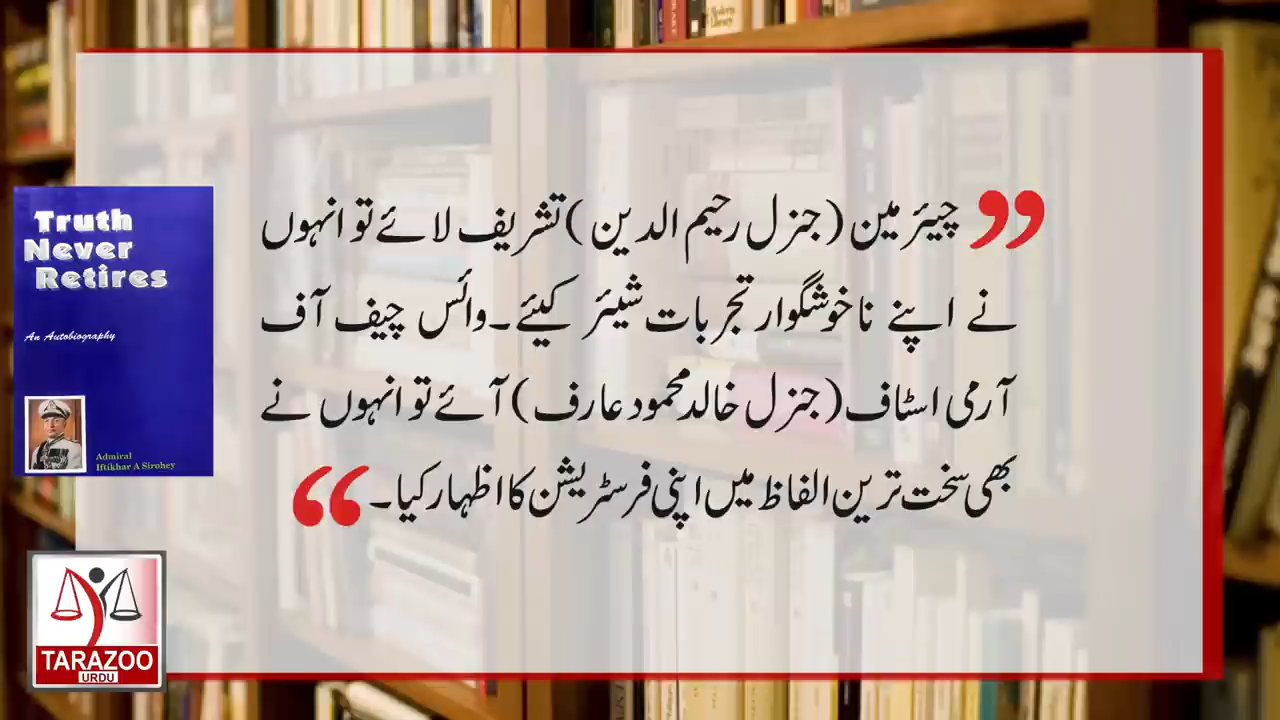 چیئرمین (جنرل رحیم الدین) تشریف لائے تو انہوں
نے اپنے ناخوشگوار تجربات شیئر کیئے۔ وائس چیف آف
آرمی اسٹاف (جنرل خالد محمود عارف) آئے تو انہوں نے
بھی سخت ترین الفاظ میں اپنی فرسٹریشن کا اظہار کیا۔
Truth
Never
Retires
An Autobiography
Admiral
Iftikhar A Sirohey
TARAZOO
URDU